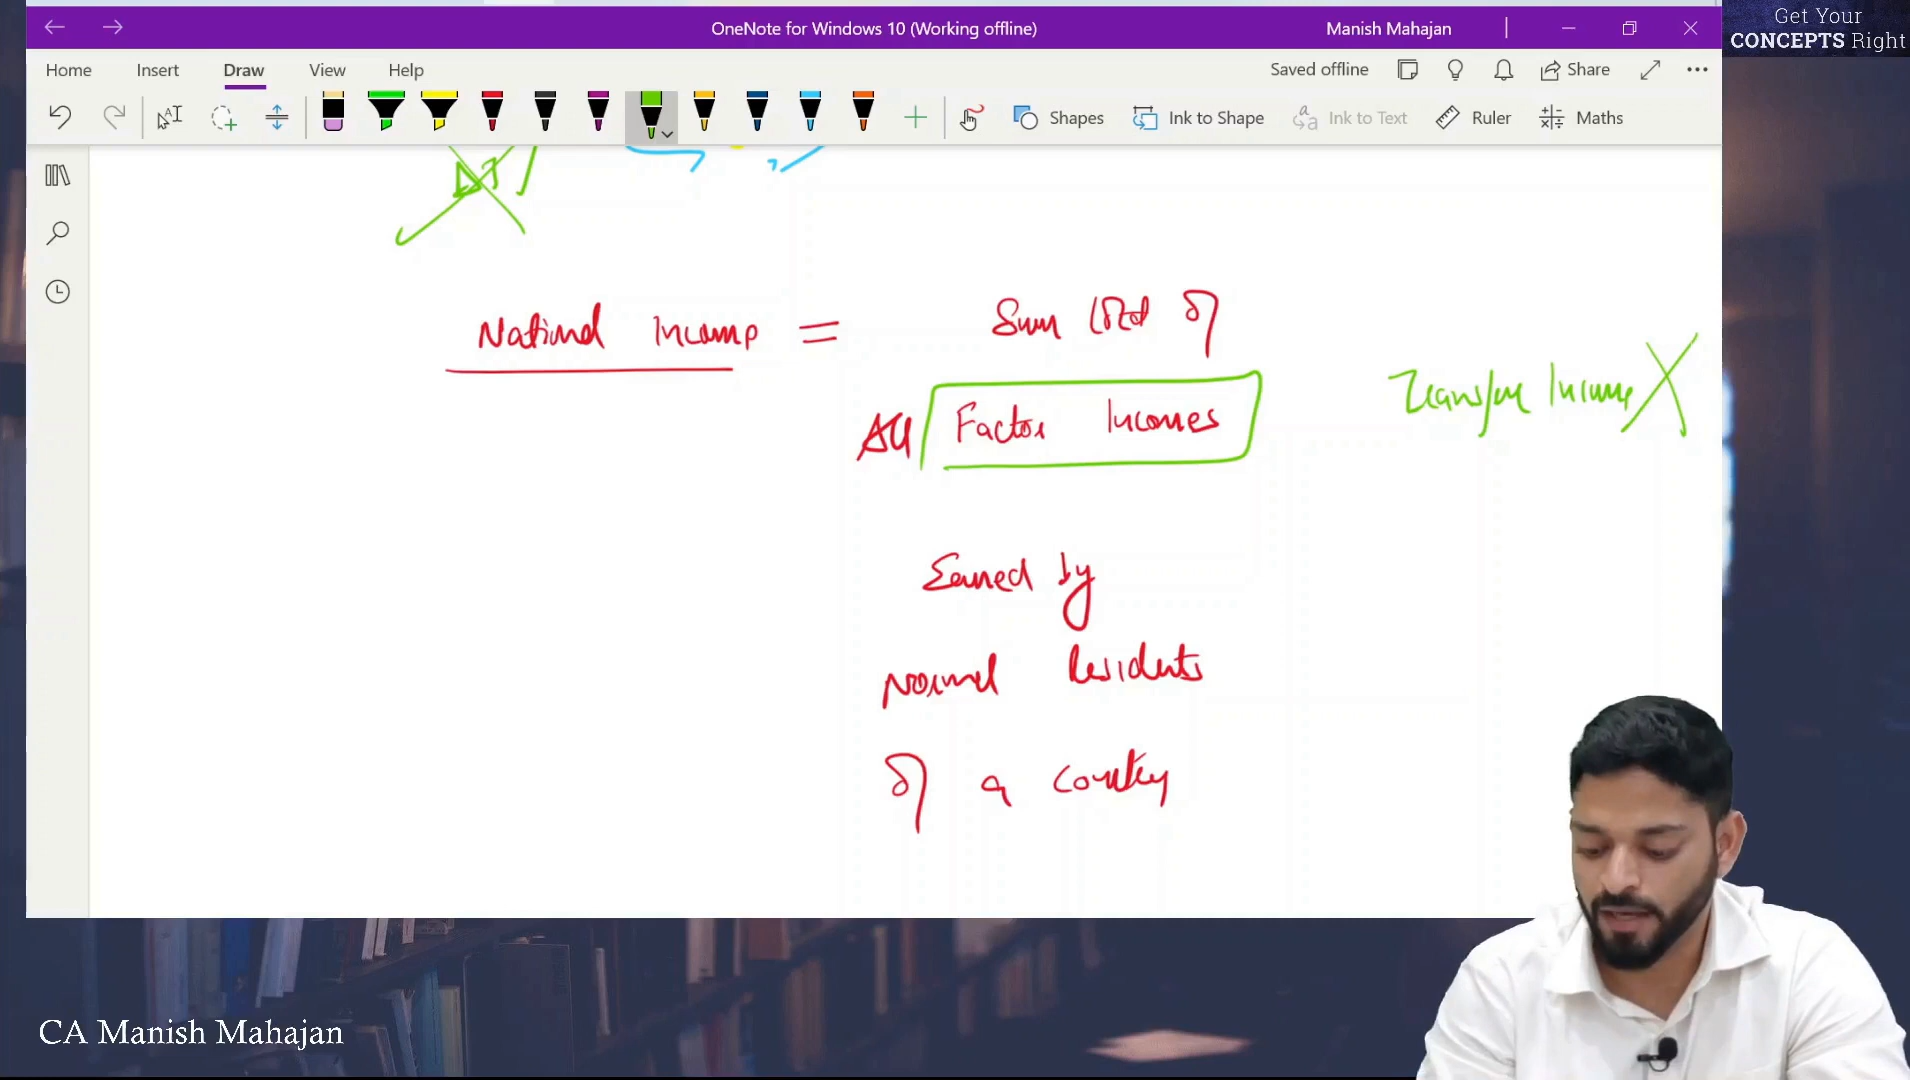 Get Your
CONCEPTS Right
OneNote for Windows 10 (Working offline)
Manish Mahajan
Home Insert Draw View Help
Saved offline
Share
Shapes
Ink to Shape
Ink to Text
Ruler
Maths
National Income =
Sum total of
All Factor Incomes
Transfer Income
Earned by
Normal Residents
of a country
CA Manish Mahajan